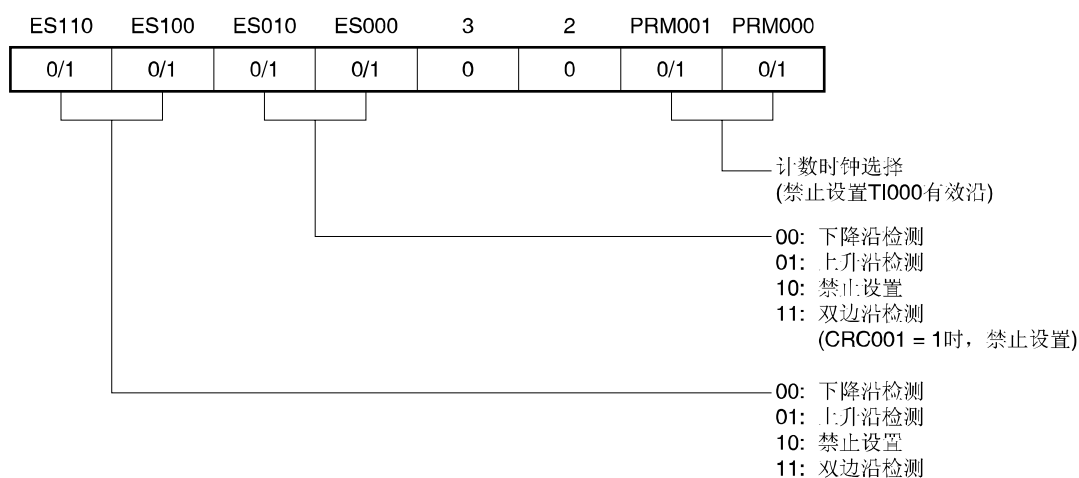 ES110 ES100 ES010 ES000 3 2 PRM001 PRM000
0/1 0/1 0/1 0/1 0 0 0/1 0/1
计数时钟选择
(禁止设置TI000有效沿)
00: 下降沿检测
01: 上升沿检测
10: 禁止设置
11: 双边沿检测
(CRC001 = 1时，禁止设置)
00: 下降沿检测
01: 上升沿检测
10: 禁止设置
11: 双边沿检测